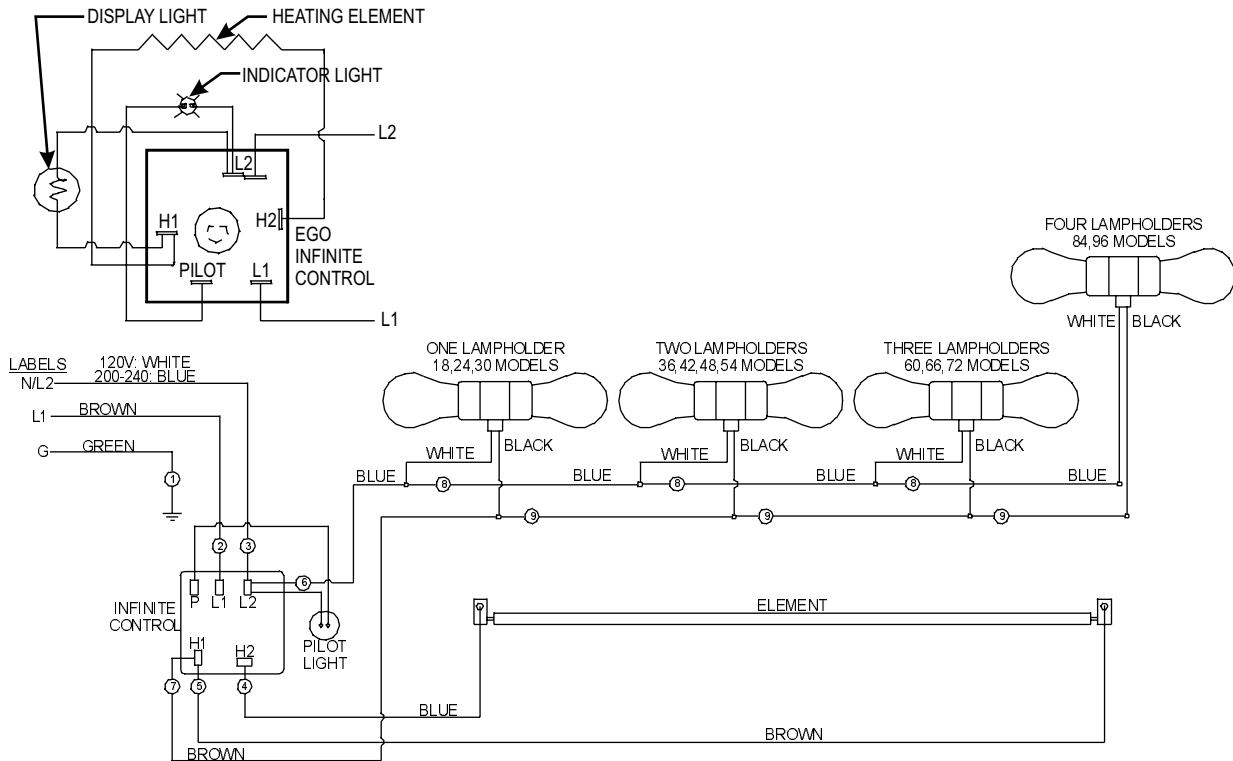 DISPLAY LIGHT
HEATING ELEMENT
INDICATOR LIGHT
L2
L2
H1
H2
EGO
INFINITE
CONTROL
PILOT
L1
L1
FOUR LAMPHOLDERS
84,96 MODELS
WHITE
BLACK
LABELS
120V: WHITE
N/L2
200-240: BLUE
L1
BROWN
G
GREEN
1
ONE LAMPHOLDER
18,24,30 MODELS
TWO LAMPHOLDERS
36,42,48,54 MODELS
THREE LAMPHOLDERS
60,66,72 MODELS
WHITE
BLACK
WHITE
BLACK
WHITE
BLACK
BLUE
8
BLUE
8
BLUE
8
BLUE
9
9
9
2
3
6
P
L1
L2
INFINITE
CONTROL
H1
H2
PILOT
LIGHT
7
5
4
ELEMENT
BLUE
BROWN
BROWN